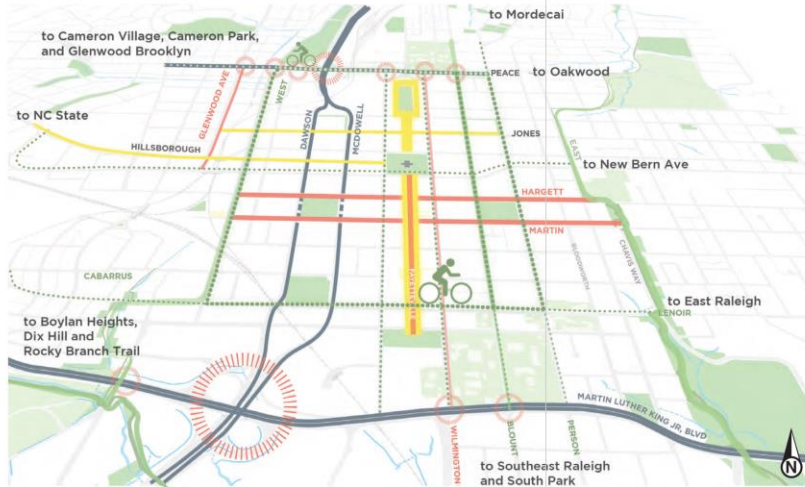 to Mordecai
to Cameron Village, Cameron Park,
and Glenwood Brooklyn
PEACE
to Oakwood
GLENWOOD AVE
WEST
to NC State
DAWSON
MCDOWELL
JONES
HILLSBOROUGH
EAST
to New Bern Ave
HARGETT
MARTIN
BLOODWORTH
CHAVIS WAY
CABARRUS
to East Raleigh
LENOIR
to Boylan Heights,
Dix Hill and
Rocky Branch Trail
MARTIN LUTHER KING JR. BLVD
WILMINGTON
BLOUNT
PERSON
to Southeast Raleigh
and South Park
N